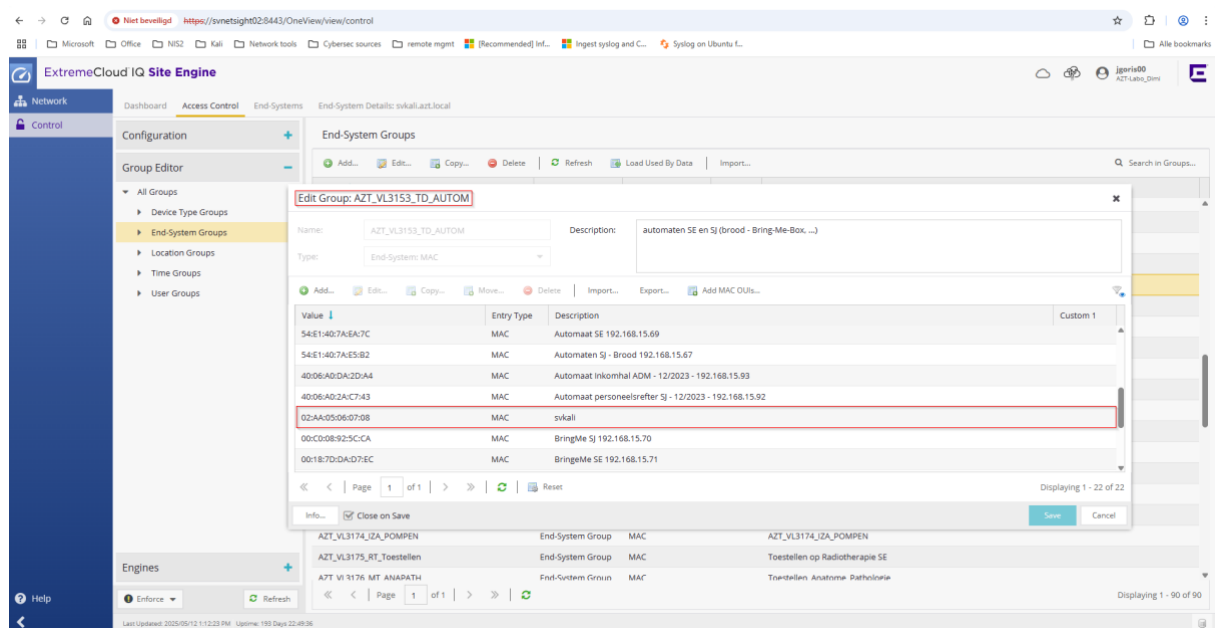 Niet beveiligd https://svnetsight02:8443/OneView/view/control
Microsoft Office NIS2 Kali Network tools Cybersec sources remote mgmt [Recommended] Inf... Ingest syslog and C... Syslog on Ubuntu f... Alle bookmarks
ExtremeCloud IQ Site Engine
jgoris00
AZT-Labo_Dimi
Network
Control
Dashboard Access Control End-Systems End-System Details: svkali.azt.local
Configuration
Group Editor
All Groups
Device Type Groups
End-System Groups
Location Groups
Time Groups
User Groups
End-System Groups
Add... Edit... Copy... Delete Refresh Load Used By Data Import... Search in Groups...
Edit Group: AZT_VL3153_TD_AUTOM
Name: AZT_VL3153_TD_AUTOM Description: automaten SE en SJ (brood - Bring-Me-Box, ...)
Type: End-System: MAC
Add... Edit... Copy... Move... Delete Import... Export... Add MAC OUIs...
Value Entry Type Description Custom 1
54:E1:40:7A:EA:7C MAC Automaat SE 192.168.15.69
54:E1:40:7A:E5:B2 MAC Automaten SJ - Brood 192.168.15.67
40:06:A0:DA:2D:A4 MAC Automaat Inkomhal ADM - 12/2023 - 192.168.15.93
40:06:A0:2A:C7:43 MAC Automaat personeelsrefter SJ - 12/2023 - 192.168.15.92
02:AA:05:06:07:08 MAC svkali
00:C0:08:92:5C:CA MAC BringMe SJ 192.168.15.70
00:18:7D:DA:D7:EC MAC BringeMe SE 192.168.15.71
Page 1 of 1 Reset Displaying 1 - 22 of 22
Info... Close on Save Save Cancel
AZT_VL3174_IZA_POMPEN End-System Group MAC AZT_VL3174_IZA_POMPEN
AZT_VL3175_RT_Toestellen End-System Group MAC Toestellen op Radiotherapie SE
AZT_VL3176_MT_ANAPATH End-System Group MAC Toestellen Anatome Pathologie
Engines
Help
Enforce Refresh
Page 1 of 1 Displaying 1 - 90 of 90
Last Updated: 2025/05/12 1:12:23 PM Uptime: 195 Days 22:49:36